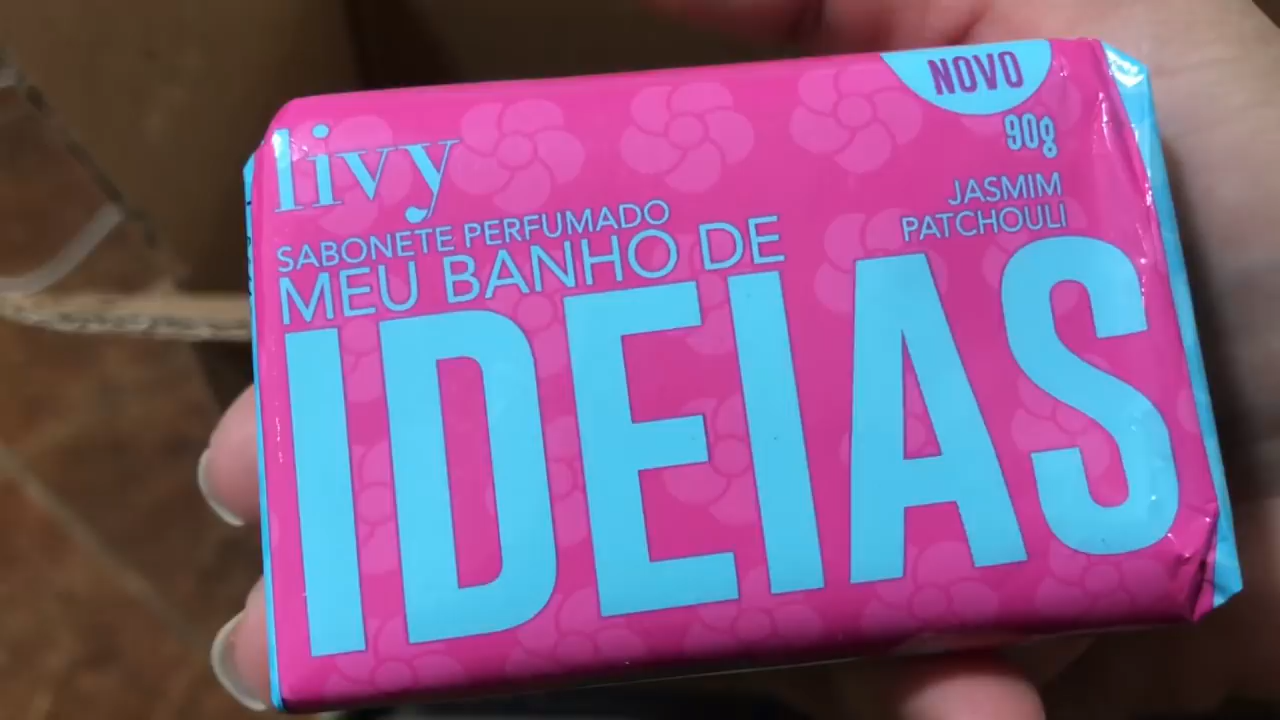 livy
SABONETE PERFUMADO
MEU BANHO DE
IDEIAS
NOVO
90g
JASMIM
PATCHOULI